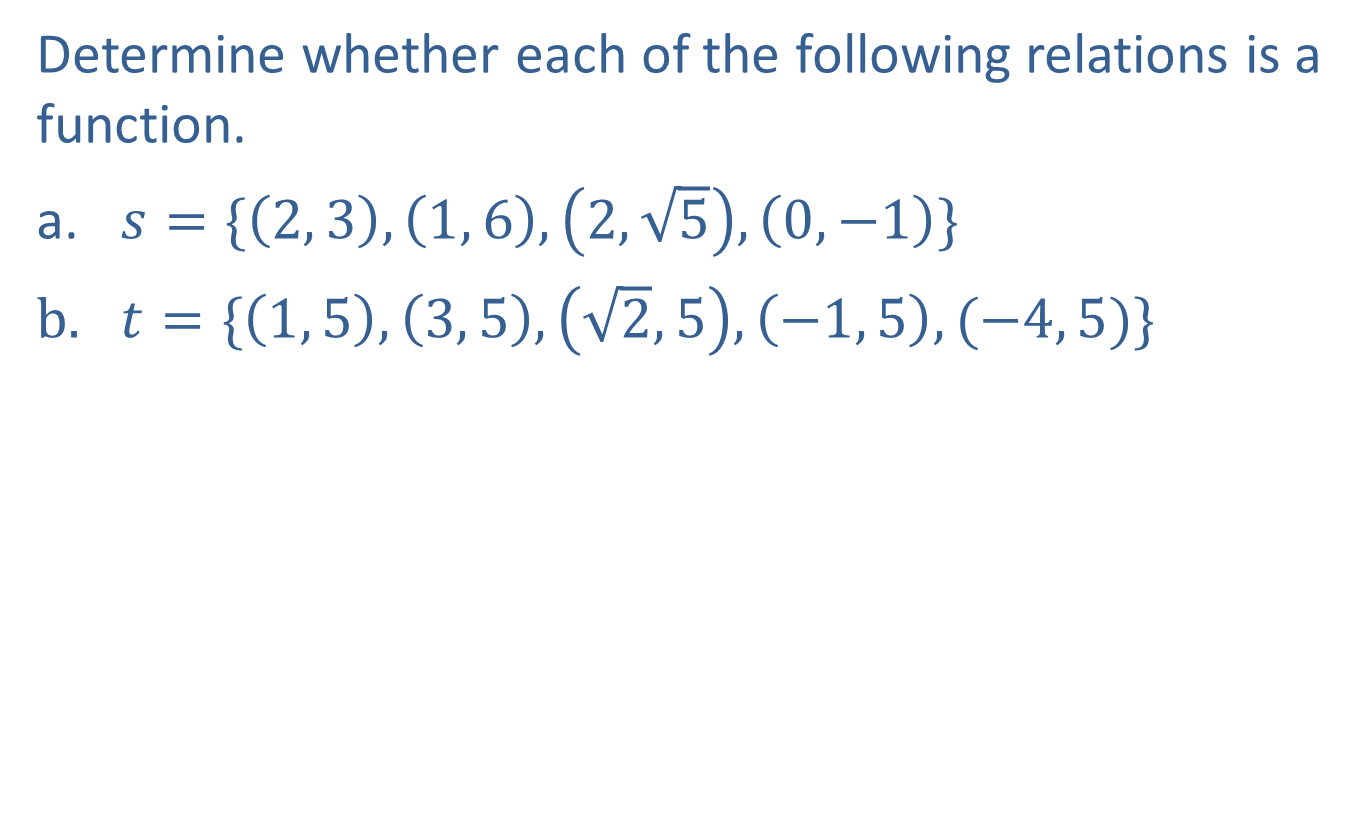 Determine whether each of the following relations is a
function.
a. s = {(2, 3), (1, 6), (2, √5), (0, −1)}
b. t = {(1, 5), (3, 5), (√2, 5), (−1, 5), (−4, 5)}